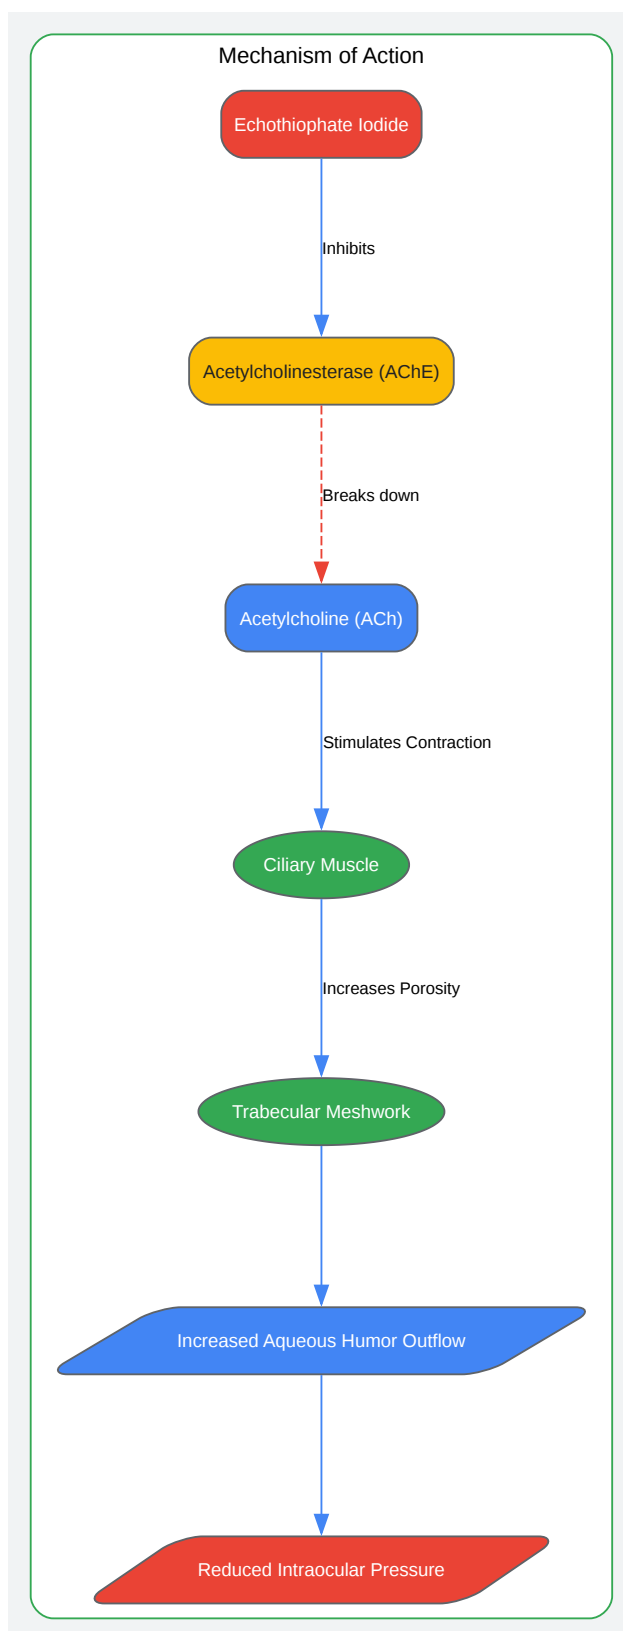 Mechanism of Action
Echothiophate Iodide
Inhibits
Acetylcholinesterase (AChE)
Breaks down
Acetylcholine (ACh)
Stimulates Contraction
Ciliary Muscle
Increases Porosity
Trabecular Meshwork
Increased Aqueous Humor Outflow
Reduced Intraocular Pressure